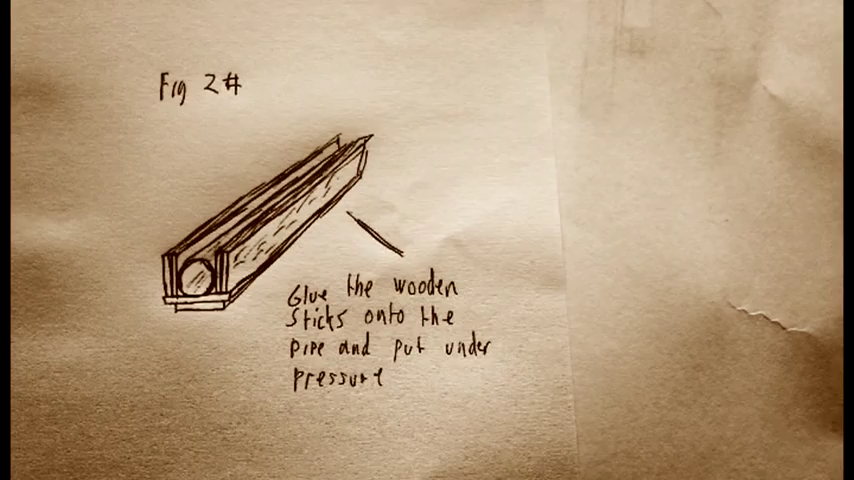 Fig 2#
Glue the wooden
Sticks onto the
pipe and put under
pressure